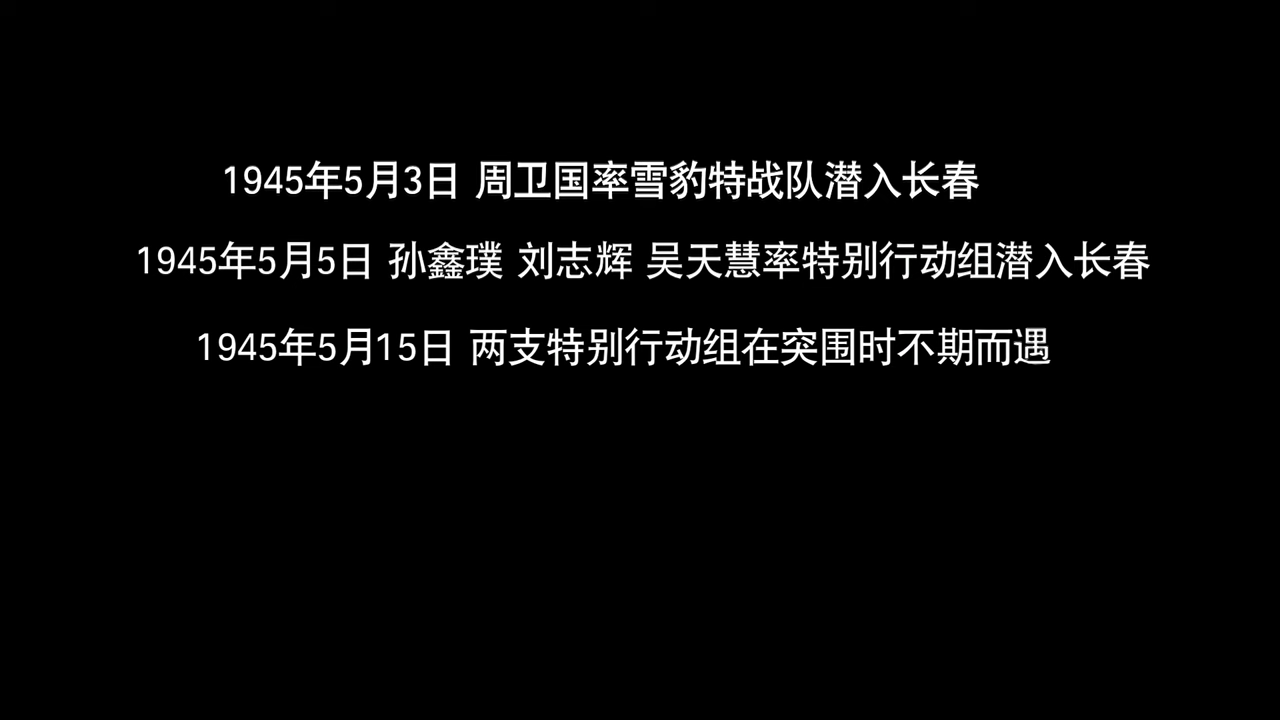 1945年5月3日 周卫国率雪豹特战队潜入长春
1945年5月5日 孙鑫璞 刘志辉 吴天慧率特别行动组潜入长春
1945年5月15日 两支特别行动组在突围时不期而遇